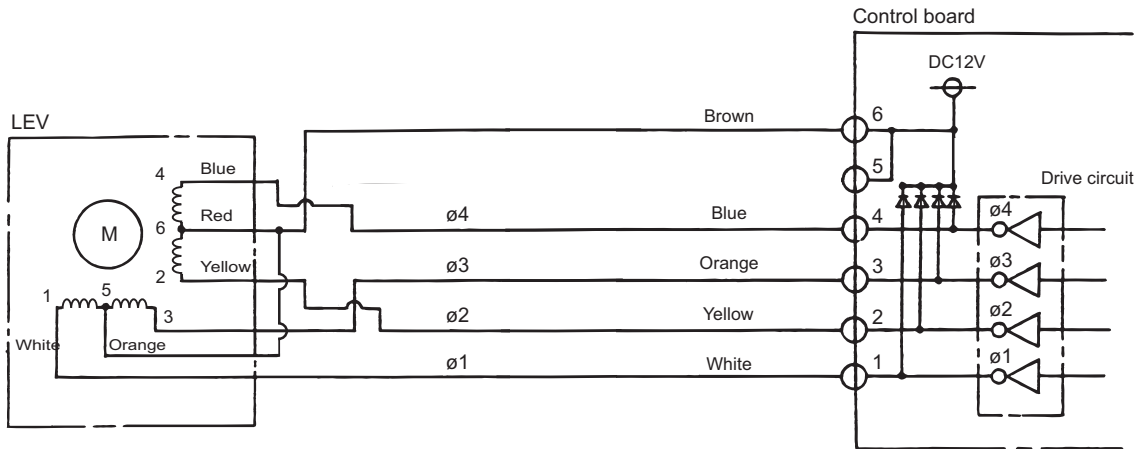 Control board
DC12V
LEV
Brown
6
5
4
Blue
Drive circuit
Red
6
ø4
Blue
4
ø4
M
Yellow
2
ø3
Orange
3
ø3
1
5
3
ø2
Yellow
2
ø2
White
Orange
ø1
White
1
ø1